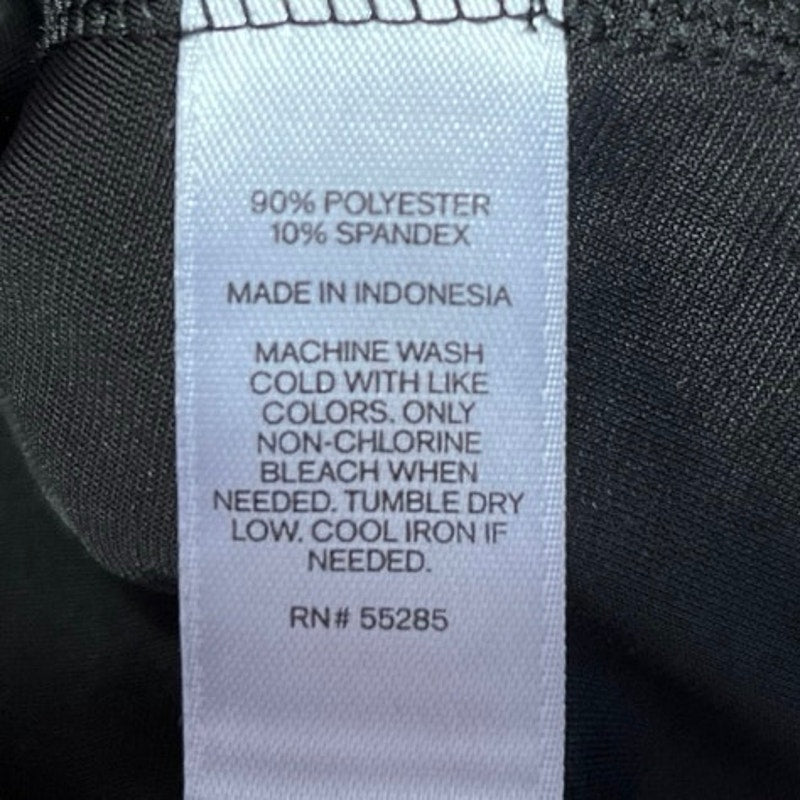 90% POLYESTER
10% SPANDEX
MADE IN INDONESIA
MACHINE WASH
COLD WITH LIKE
COLORS. ONLY
NON-CHLORINE
BLEACH WHEN
NEEDED. TUMBLE DRY
LOW. COOL IRON IF
NEEDED.
RN# 55285